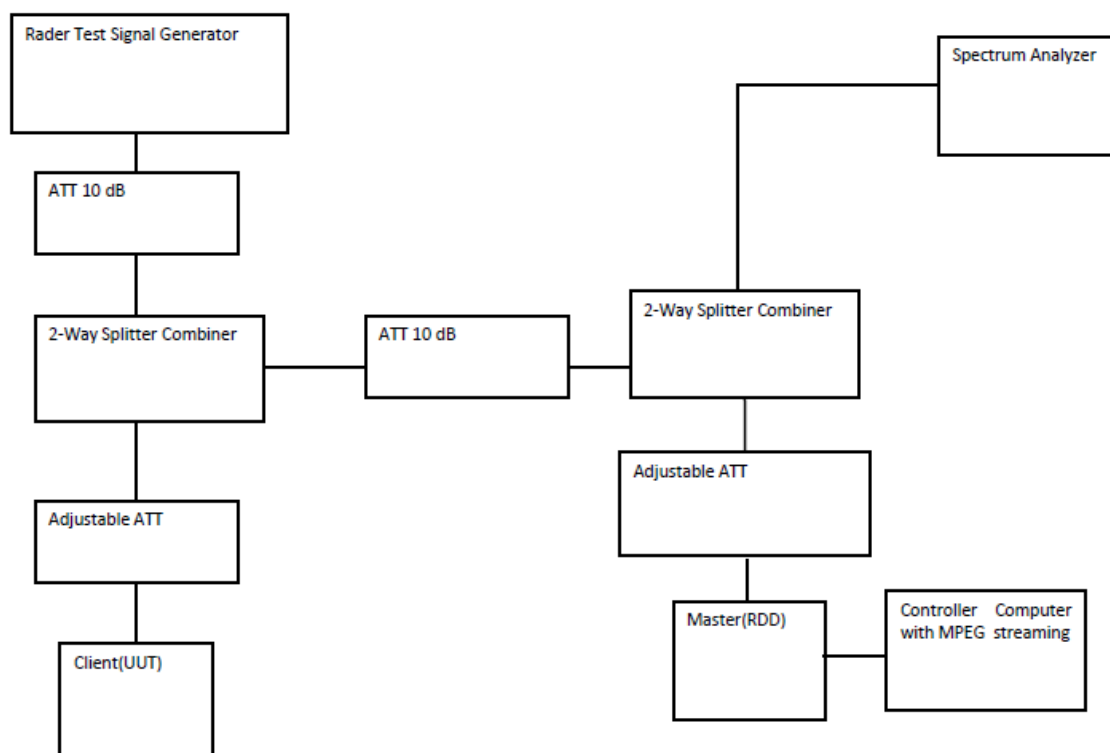 Rader Test Signal Generator
Spectrum Analyzer
ATT 10 dB
2-Way Splitter Combiner
ATT 10 dB
2-Way Splitter Combiner
Adjustable ATT
Adjustable ATT
Client(UUT)
Master(RDD)
Controller Computer
with MPEG streaming